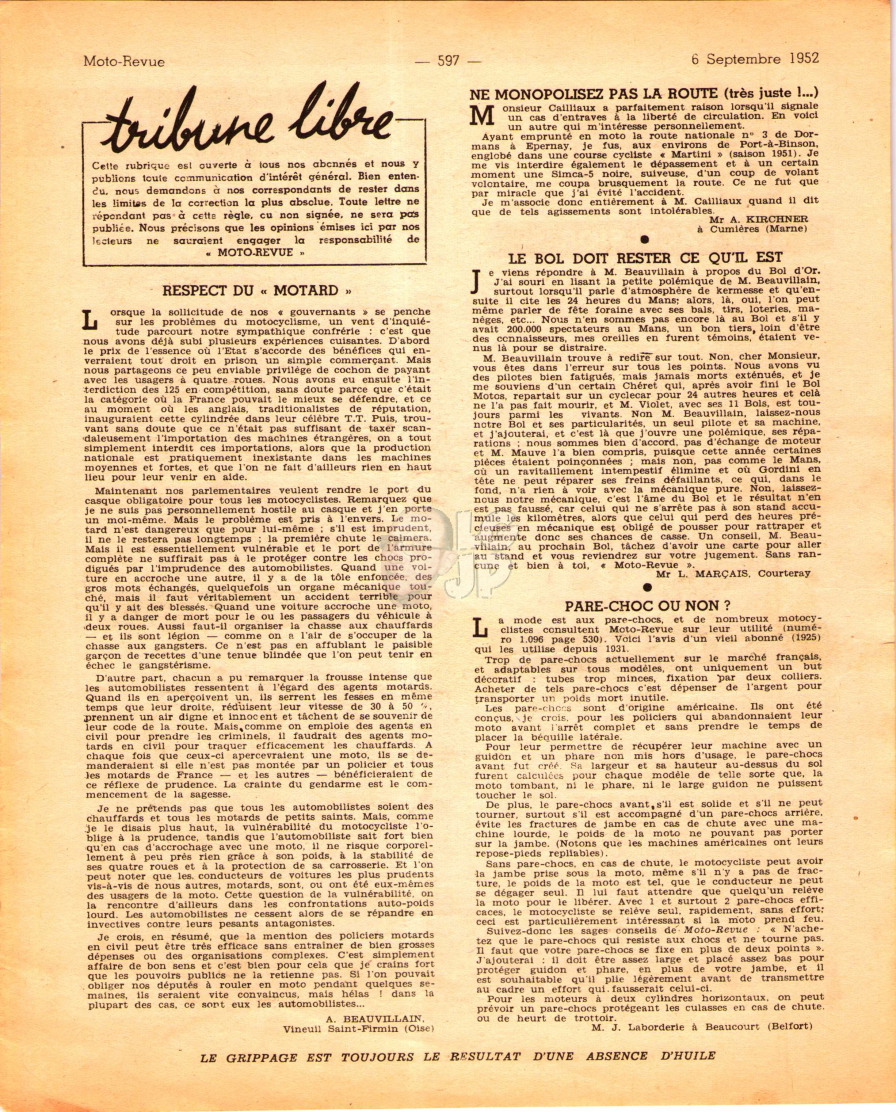 Moto-Revue — 597 — 6 Septembre 1952
tribune libre
Cette rubrique est ouverte à tous nos abonnés et nous y
publions toute communication d'intérêt général. Bien enten-
du, nous demandons à nos correspondants de rester dans
les limites de la correction la plus absolue. Toute lettre ne
répondant pas à cette règle, ou non signée, ne sera pas
publiée. Nous précisons que les opinions émises ici par nos
lecteurs ne sauraient engager la responsabilité de
« MOTO-REVUE »
RESPECT DU « MOTARD »
Lorsque la sollicitude de nos « gouvernants » se penche
sur les problèmes du motocyclisme, un vent d'inquié-
tude parcourt notre sympathique confrérie : c'est que
nous avons déjà subi plusieurs expériences cuisantes. D'abord
le prix de l'essence où l'Etat s'accorde des bénéfices qui en-
verraient tout droit en prison un simple commerçant. Mais
nous partageons ce peu enviable privilège de cochon de payant
avec les usagers à quatre roues. Nous avons eu ensuite l'in-
terdiction des 125 en compétition, sans doute parce que c'était
la catégorie où la France pouvait le mieux se défendre, et ce
au moment où les anglais, traditionalistes de réputation,
inauguraient cette cylindrée dans leur célèbre T.T. Puis, trou-
vant sans doute que ce n'était pas suffisant de taxer scan-
daleusement l'importation des machines étrangères, on a tout
simplement interdit ces importations, alors que la production
nationale est pratiquement inexistante dans les machines
moyennes et fortes, et que l'on ne fait d'ailleurs rien en haut
lieu pour leur venir en aide.
Maintenant nos parlementaires veulent rendre le port du
casque obligatoire pour tous les motocyclistes. Remarquez que
je ne suis pas personnellement hostile au casque et j'en porte
un moi-même. Mais le problème est pris à l'envers. Le mo-
tard n'est dangereux que pour lui-même ; s'il est imprudent,
il ne le restera pas longtemps ; la première chute le calmera.
Mais il est essentiellement vulnérable et le port de l'armure
complète ne suffirait pas à le protéger contre les chocs pro-
digués par l'imprudence des automobilistes. Quand une voi-
ture en accroche une autre, il y a de la tôle enfoncée, des
gros mots échangés, quelquefois un organe mécanique tou-
ché, mais il faut véritablement un accident terrible pour
qu'il y ait des blessés. Quand une voiture accroche une moto,
il y a danger de mort pour le ou les passagers du véhicule à
deux roues. Aussi faut-il organiser la chasse aux chauffards
— et ils sont légion — comme on a l'air de s'occuper de la
chasse aux gangsters. Ce n'est pas en affublant le paisible
garçon de recettes d'une tenue blindée que l'on peut tenir en
échec le gangstérisme.
D'autre part, chacun a pu remarquer la frousse intense que
les automobilistes ressentent à l'égard des agents motards.
Quand ils en aperçoivent un, ils serrent les fesses en même
temps que leur droite, réduisent leur vitesse de 30 à 50 %,
prennent un air digne et innocent et tâchent de se souvenir de
leur code de la route. Mais comme on emploie des agents en
civil pour prendre les criminels, il faudrait des agents mo-
tards en civil pour traquer efficacement les chauffards. A
chaque fois que ceux-ci apercevraient une moto, ils se de-
manderaient si elle n'est pas montée par un policier et tous
les motards de France — et les autres — bénéficieraient de
ce réflexe de prudence. La crainte du gendarme est le com-
mencement de la sagesse.
Je ne prétends pas que tous les automobilistes soient des
chauffards et tous les motards de petits saints. Mais, comme
je le disais plus haut, la vulnérabilité du motocycliste l'o-
blige à la prudence, tandis que l'automobiliste sait fort bien
qu'en cas d'accrochage avec une moto, il ne risque corporel-
lement à peu près rien grâce à son poids, à la stabilité de
ses quatre roues et à la protection de sa carrosserie. Et l'on
peut noter que les conducteurs de voitures les plus prudents
vis-à-vis de nous autres, motards, sont, ou ont été eux-mêmes
des usagers de la moto. Cette question de la vulnérabilité, on
la rencontre d'ailleurs dans les confrontations auto-poids
lourd. Les automobilistes ne cessent alors de se répandre en
invectives contre leurs pesants antagonistes.
Je crois, en résumé, que la mention des policiers motards
en civil peut être très efficace sans entraîner de bien grosses
dépenses ou des organisations complexes. C'est simplement
affaire de bon sens et c'est bien pour cela que je crains fort
que les pouvoirs publics ne la retienne pas. Si l'on pouvait
obliger nos députés à rouler en moto pendant quelques se-
maines, ils seraient vite convaincus, mais hélas ! dans la
plupart des cas, ce sont eux les automobilistes...
A. BEAUVILLAIN,
Vineuil Saint-Firmin (Oise)
NE MONOPOLISEZ PAS LA ROUTE (très juste !...)
Monsieur Cailliaux a parfaitement raison lorsqu'il signale
un cas d'entraves à la liberté de circulation. En voici
un autre qui m'intéresse personnellement.
Ayant emprunté en moto la route nationale n° 3 de Dor-
mans à Epernay, je fus, aux environs de Port-à-Binson,
englobé dans une course cycliste « Martini » (saison 1951). Je
me vis interdire également le dépassement et à un certain
moment une Simca-5 noire, suiveuse, d'un coup de volant
volontaire, me coupa brusquement la route. Ce ne fut que
par miracle que j'ai évité l'accident.
Je m'associe donc entièrement à M. Cailliaux quand il dit
que de tels agissements sont intolérables.
Mr A. KIRCHNER
à Cumières (Marne)
LE BOL DOIT RESTER CE QU'IL EST
Je viens répondre à M. Beauvillain à propos du Bol d'Or.
J'ai souri en lisant la petite polémique de M. Beauvillain,
surtout lorsqu'il parle d'atmosphère de kermesse et qu'en-
suite il cite les 24 heures du Mans; alors, là, oui, l'on peut
même parler de fête foraine avec ses bals, tirs, loteries, ma-
nèges, etc... Nous n'en sommes pas encore là au Bol et s'il y
avait 200.000 spectateurs au Mans, un bon tiers, loin d'être
des connaisseurs, mes oreilles en furent témoins, étaient ve-
nus là pour se distraire.
M. Beauvillain trouve à redire sur tout. Non, cher Monsieur,
vous êtes dans l'erreur sur tous les points. Nous avons vu
des pilotes bien fatigués, mais jamais morts exténués, et je
me souviens d'un certain Chéret qui, après avoir fini le Bol
Motos, repartait sur un cyclecar pour 24 autres heures et celà
ne l'a pas fait mourir, et M. Violet, avec ses 11 Bols, est tou-
jours parmi les vivants. Non M. Beauvillain, laissez-nous
notre Bol et ses particularités, un seul pilote et sa machine,
et j'ajouterai, et c'est là que j'ouvre une polémique, ses répa-
rations ; nous sommes bien d'accord, pas d'échange de moteur
et M. Mauve l'a bien compris, puisque cette année certaines
pièces étaient poinçonnées ; mais non, pas comme le Mans,
où un ravitaillement intempestif élimine et où Gordini en
tête ne peut réparer ses freins défaillants, ce qui, dans le
fond, n'a rien à voir avec la mécanique pure. Non, laissez-
nous notre mécanique, c'est l'âme du Bol et le résultat n'en
est pas faussé, car celui qui ne s'arrête pas à son stand accu-
mule les kilomètres, alors que celui qui perd des heures pré-
cieuses en mécanique est obligé de pousser pour rattraper et
augmente donc ses chances de casse. Un conseil, M. Beau-
villain, au prochain Bol, tâchez d'avoir une carte pour aller
au stand et vous reviendrez sur votre jugement. Sans ran-
cune et bien à toi, « Moto-Revue ».
Mr L. MARÇAIS, Courteray
PARE-CHOC OU NON ?
La mode est aux pare-chocs, et de nombreux motocy-
clistes consultent Moto-Revue sur leur utilité (numé-
ro 1.096 page 530). Voici l'avis d'un vieil abonné (1925)
qui les utilise depuis 1931.
Trop de pare-chocs actuellement sur le marché français,
et adaptables sur tous modèles, ont uniquement un but
décoratif : tubes trop minces, fixation par deux colliers.
Acheter de tels pare-chocs c'est dépenser de l'argent pour
transporter un poids mort inutile.
Les pare-chocs sont d'origine américaine. Ils ont été
conçus, je crois, pour les policiers qui abandonnaient leur
moto avant l'arrêt complet et sans prendre le temps de
placer la béquille latérale.
Pour leur permettre de récupérer leur machine avec un
guidon et un phare non mis hors d'usage, le pare-chocs
avant fut créé. Sa largeur et sa hauteur au-dessus du sol
furent calculées pour chaque modèle de telle sorte que, la
moto tombant, ni le phare, ni le large guidon ne puissent
toucher le sol.
De plus, le pare-chocs avant, s'il est solide et s'il ne peut
tourner, surtout s'il est accompagné d'un pare-chocs arrière,
évite les fractures de jambe en cas de chute avec une ma-
chine lourde, le poids de la moto ne pouvant pas porter
sur la jambe. (Notons que les machines américaines ont leurs
repose-pieds repliables).
Sans pare-chocs, en cas de chute, le motocycliste peut avoir
la jambe prise sous la moto, même s'il n'y a pas de frac-
ture, le poids de la moto est tel, que le conducteur ne peut
se dégager seul. Il lui faut attendre que quelqu'un relève
la moto pour le libérer. Avec 1 et surtout 2 pare-chocs effi-
caces, le motocycliste se relève seul, rapidement, sans effort;
ceci est particulièrement intéressant si la moto prend feu.
Suivez-donc les sages conseils de Moto-Revue : « N'ache-
tez que le pare-chocs qui resiste aux chocs et ne tourne pas.
Il faut que votre pare-chocs se fixe en plus de deux points ».
J'ajouterai : il doit être assez large et placé assez bas pour
protéger guidon et phare, en plus de votre jambe, et il
est souhaitable qu'il plie légèrement avant de transmettre
au cadre un effort qui fausserait celui-ci.
Pour les moteurs à deux cylindres horizontaux, on peut
prévoir un pare-chocs protégeant les culasses en cas de chute
ou de heurt de trottoir.
M. J. Laborderie à Beaucourt (Belfort)
LE GRIPPAGE EST TOUJOURS LE RESULTAT D'UNE ABSENCE D'HUILE